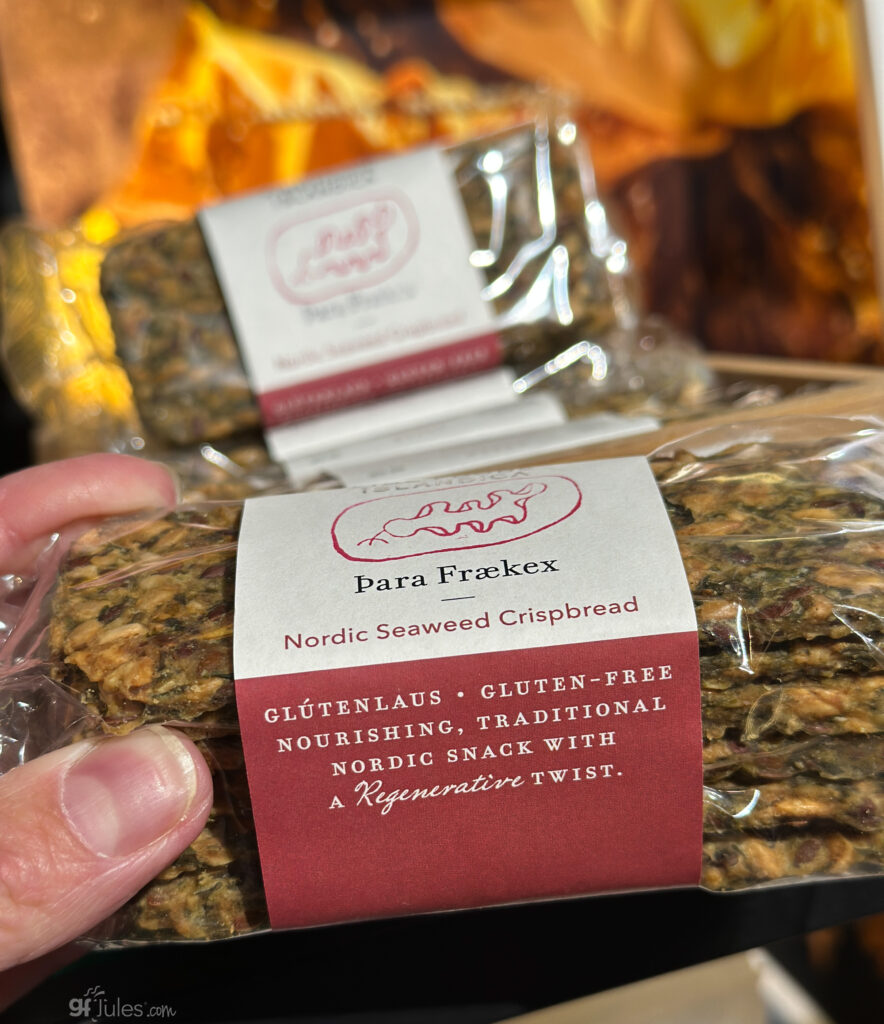 ISLANDICA
Þara Frækex
Nordic Seaweed Crispbread
GLÚTENLAUS • GLUTEN-FREE
NOURISHING, TRADITIONAL
NORDIC SNACK WITH
A Regenerative TWIST.
gfJules.com